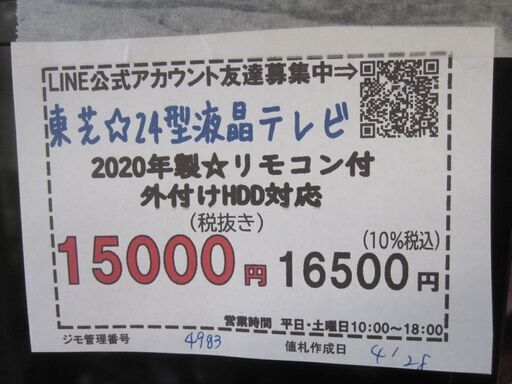 LINE公式アカウント友達募集中⇒
東芝☆24型液晶テレビ
2020年製☆リモコン付
外付けHDD対応
(税抜き)
(10%税込)
15000円 16500円
営業時間 平日・土曜日10:00～18:00
ジモ管理番号 4983 値札作成日 4/28